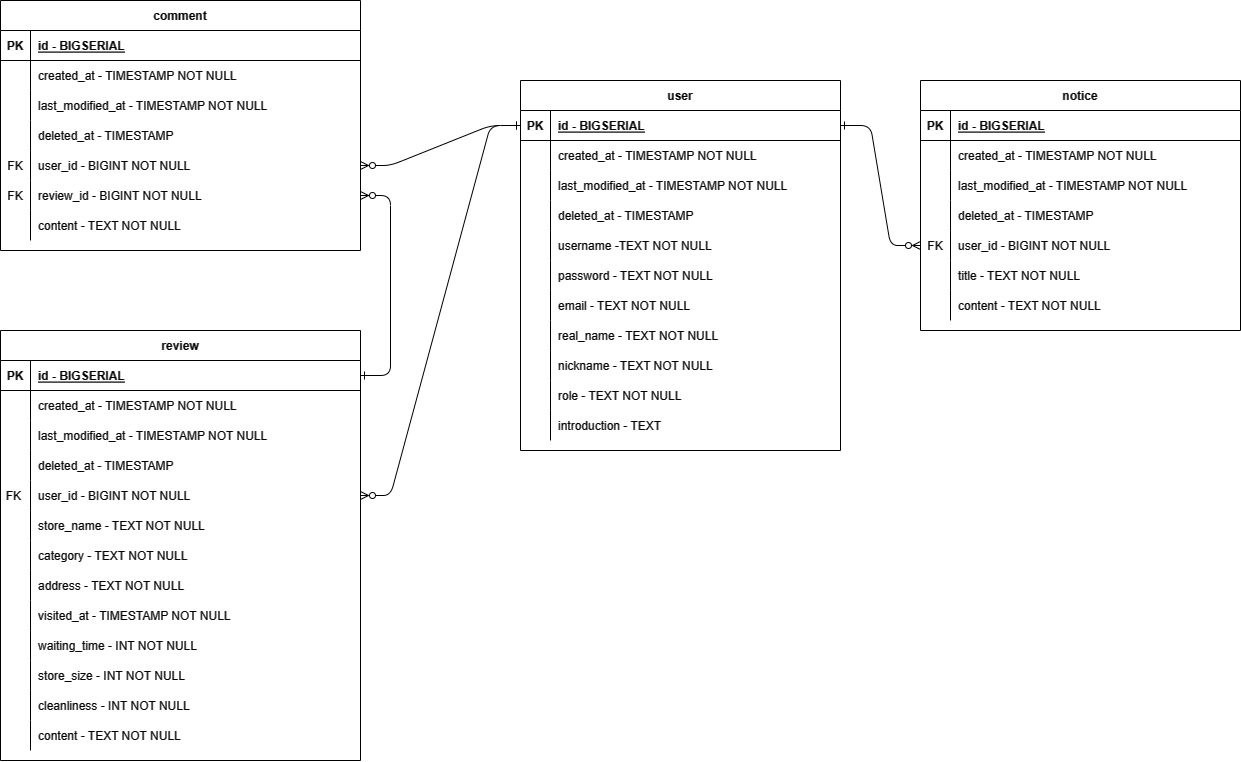 comment
PK id - BIGSERIAL
created_at - TIMESTAMP NOT NULL
last_modified_at - TIMESTAMP NOT NULL
deleted_at - TIMESTAMP
FK user_id - BIGINT NOT NULL
FK review_id - BIGINT NOT NULL
content - TEXT NOT NULL
review
PK id - BIGSERIAL
created_at - TIMESTAMP NOT NULL
last_modified_at - TIMESTAMP NOT NULL
deleted_at - TIMESTAMP
FK user_id - BIGINT NOT NULL
store_name - TEXT NOT NULL
category - TEXT NOT NULL
address - TEXT NOT NULL
visited_at - TIMESTAMP NOT NULL
waiting_time - INT NOT NULL
store_size - INT NOT NULL
cleanliness - INT NOT NULL
content - TEXT NOT NULL
user
PK id - BIGSERIAL
created_at - TIMESTAMP NOT NULL
last_modified_at - TIMESTAMP NOT NULL
deleted_at - TIMESTAMP
username -TEXT NOT NULL
password - TEXT NOT NULL
email - TEXT NOT NULL
real_name - TEXT NOT NULL
nickname - TEXT NOT NULL
role - TEXT NOT NULL
introduction - TEXT
notice
PK id - BIGSERIAL
created_at - TIMESTAMP NOT NULL
last_modified_at - TIMESTAMP NOT NULL
deleted_at - TIMESTAMP
FK user_id - BIGINT NOT NULL
title - TEXT NOT NULL
content - TEXT NOT NULL